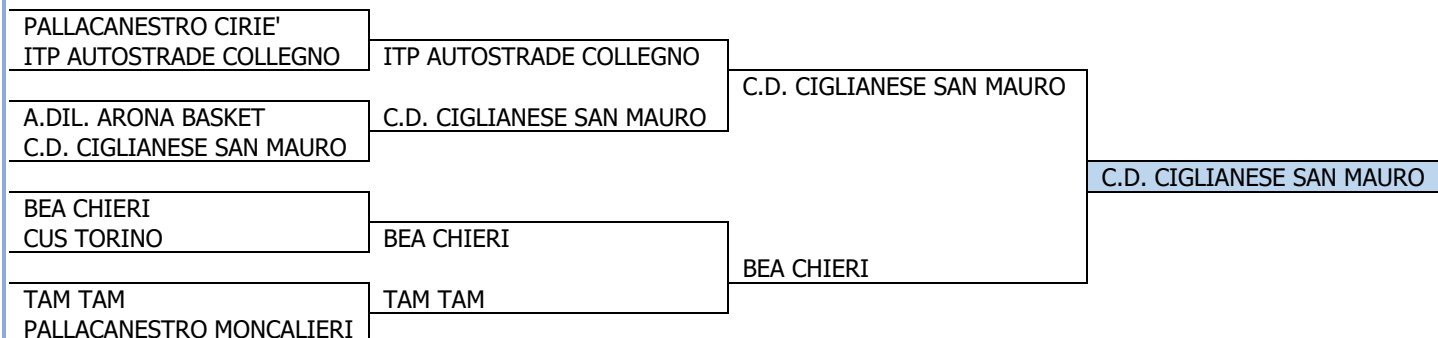 PALLACANESTRO CIRIE'
ITP AUTOSTRADE COLLEGNO
ITP AUTOSTRADE COLLEGNO
C.D. CIGLIANESE SAN MAURO
A.DIL. ARONA BASKET
C.D. CIGLIANESE SAN MAURO
C.D. CIGLIANESE SAN MAURO
C.D. CIGLIANESE SAN MAURO
BEA CHIERI
CUS TORINO
BEA CHIERI
BEA CHIERI
TAM TAM
TAM TAM
PALLACANESTRO MONCALIERI